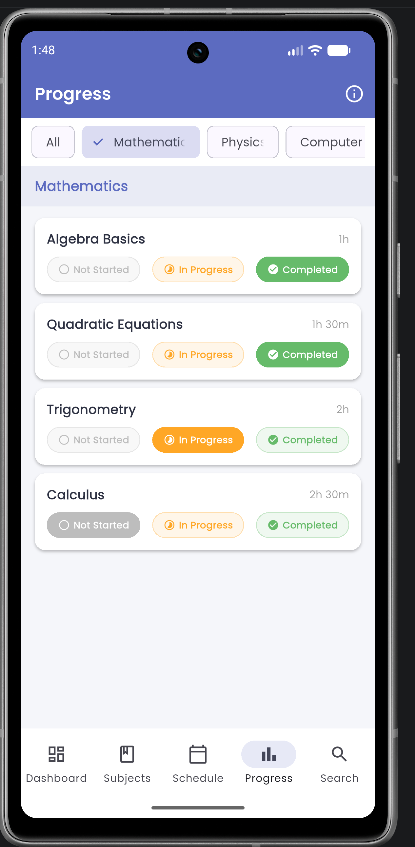 1:48
Progress
All
Mathematic
Physics
Computer
Mathematics
Algebra Basics 1h
Not Started In Progress Completed
Quadratic Equations 1h 30m
Not Started In Progress Completed
Trigonometry 2h
Not Started In Progress Completed
Calculus 2h 30m
Not Started In Progress Completed
Dashboard Subjects Schedule Progress Search